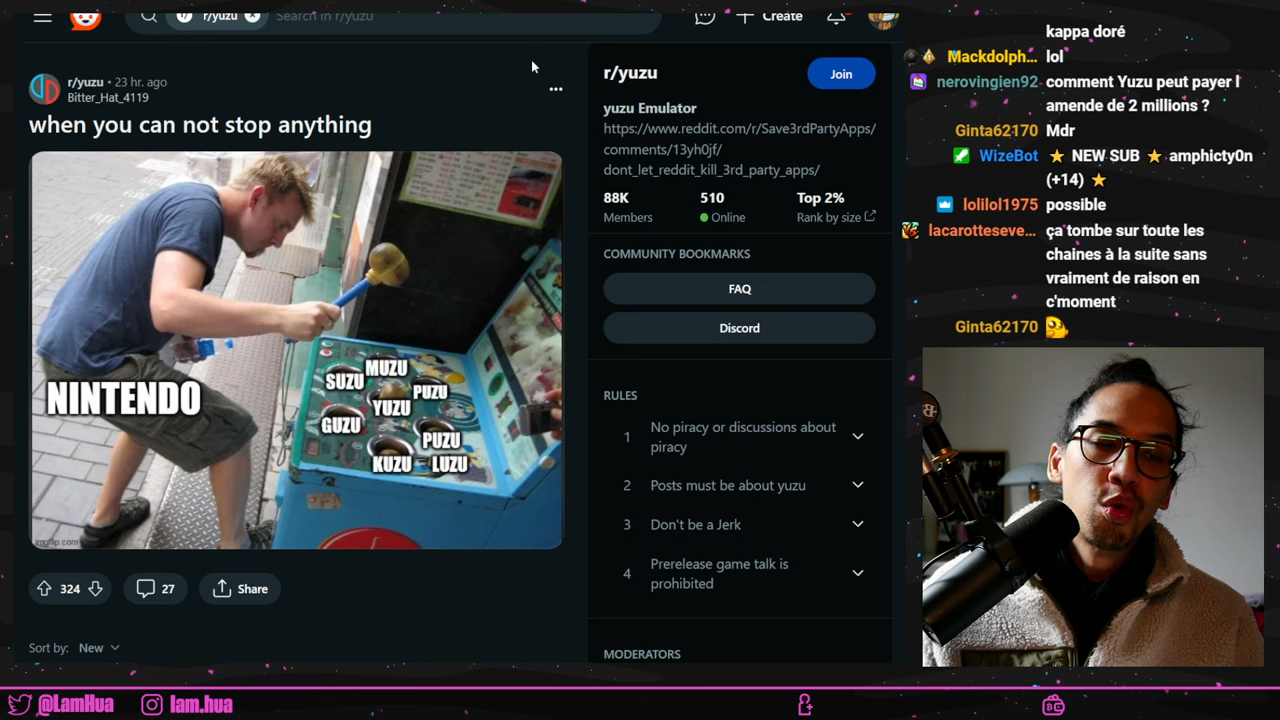 r/yuzu
Search in r/yuzu
Create
r/yuzu • 23 hr. ago
Bitter_Hat_4119
when you can not stop anything
NINTENDO
MUZU
SUZU
PUZU
YUZU
GUZU
PUZU
KUZU
LUZU
imgflip.com
324
27
Share
Sort by: New
r/yuzu
Join
yuzu Emulator
https://www.reddit.com/r/Save3rdPartyApps/
comments/13yh0jf/
dont_let_reddit_kill_3rd_party_apps/
88K
510
Top 2%
Members
Online
Rank by size
COMMUNITY BOOKMARKS
FAQ
Discord
RULES
1 No piracy or discussions about
piracy
2 Posts must be about yuzu
3 Don't be a Jerk
4 Prerelease game talk is
prohibited
MODERATORS
kappa doré
Mackdolph... lol
nerovingien92 comment Yuzu peut payer l
amende de 2 millions ?
Ginta62170 Mdr
WizeBot NEW SUB amphicty0n
(+14)
lolilol1975 possible
lacarotteseve... ça tombe sur toute les
chaines à la suite sans
vraiment de raison en
c'moment
Ginta62170
@LamHua
lam.hua